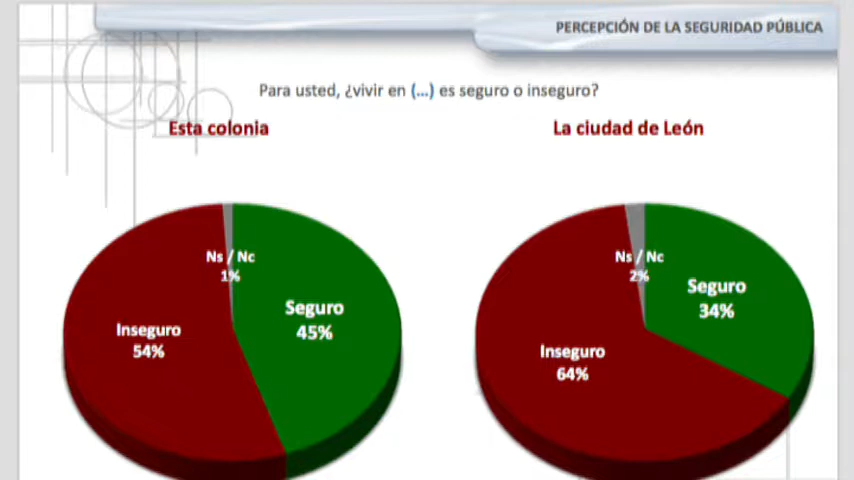 PERCEPCIÓN DE LA SEGURIDAD PÚBLICA
Para usted, ¿vivir en (...) es seguro o inseguro?
Esta colonia
Ns / Nc
1%
Seguro
45%
Inseguro
54%
La ciudad de León
Ns / Nc
2%
Seguro
34%
Inseguro
64%